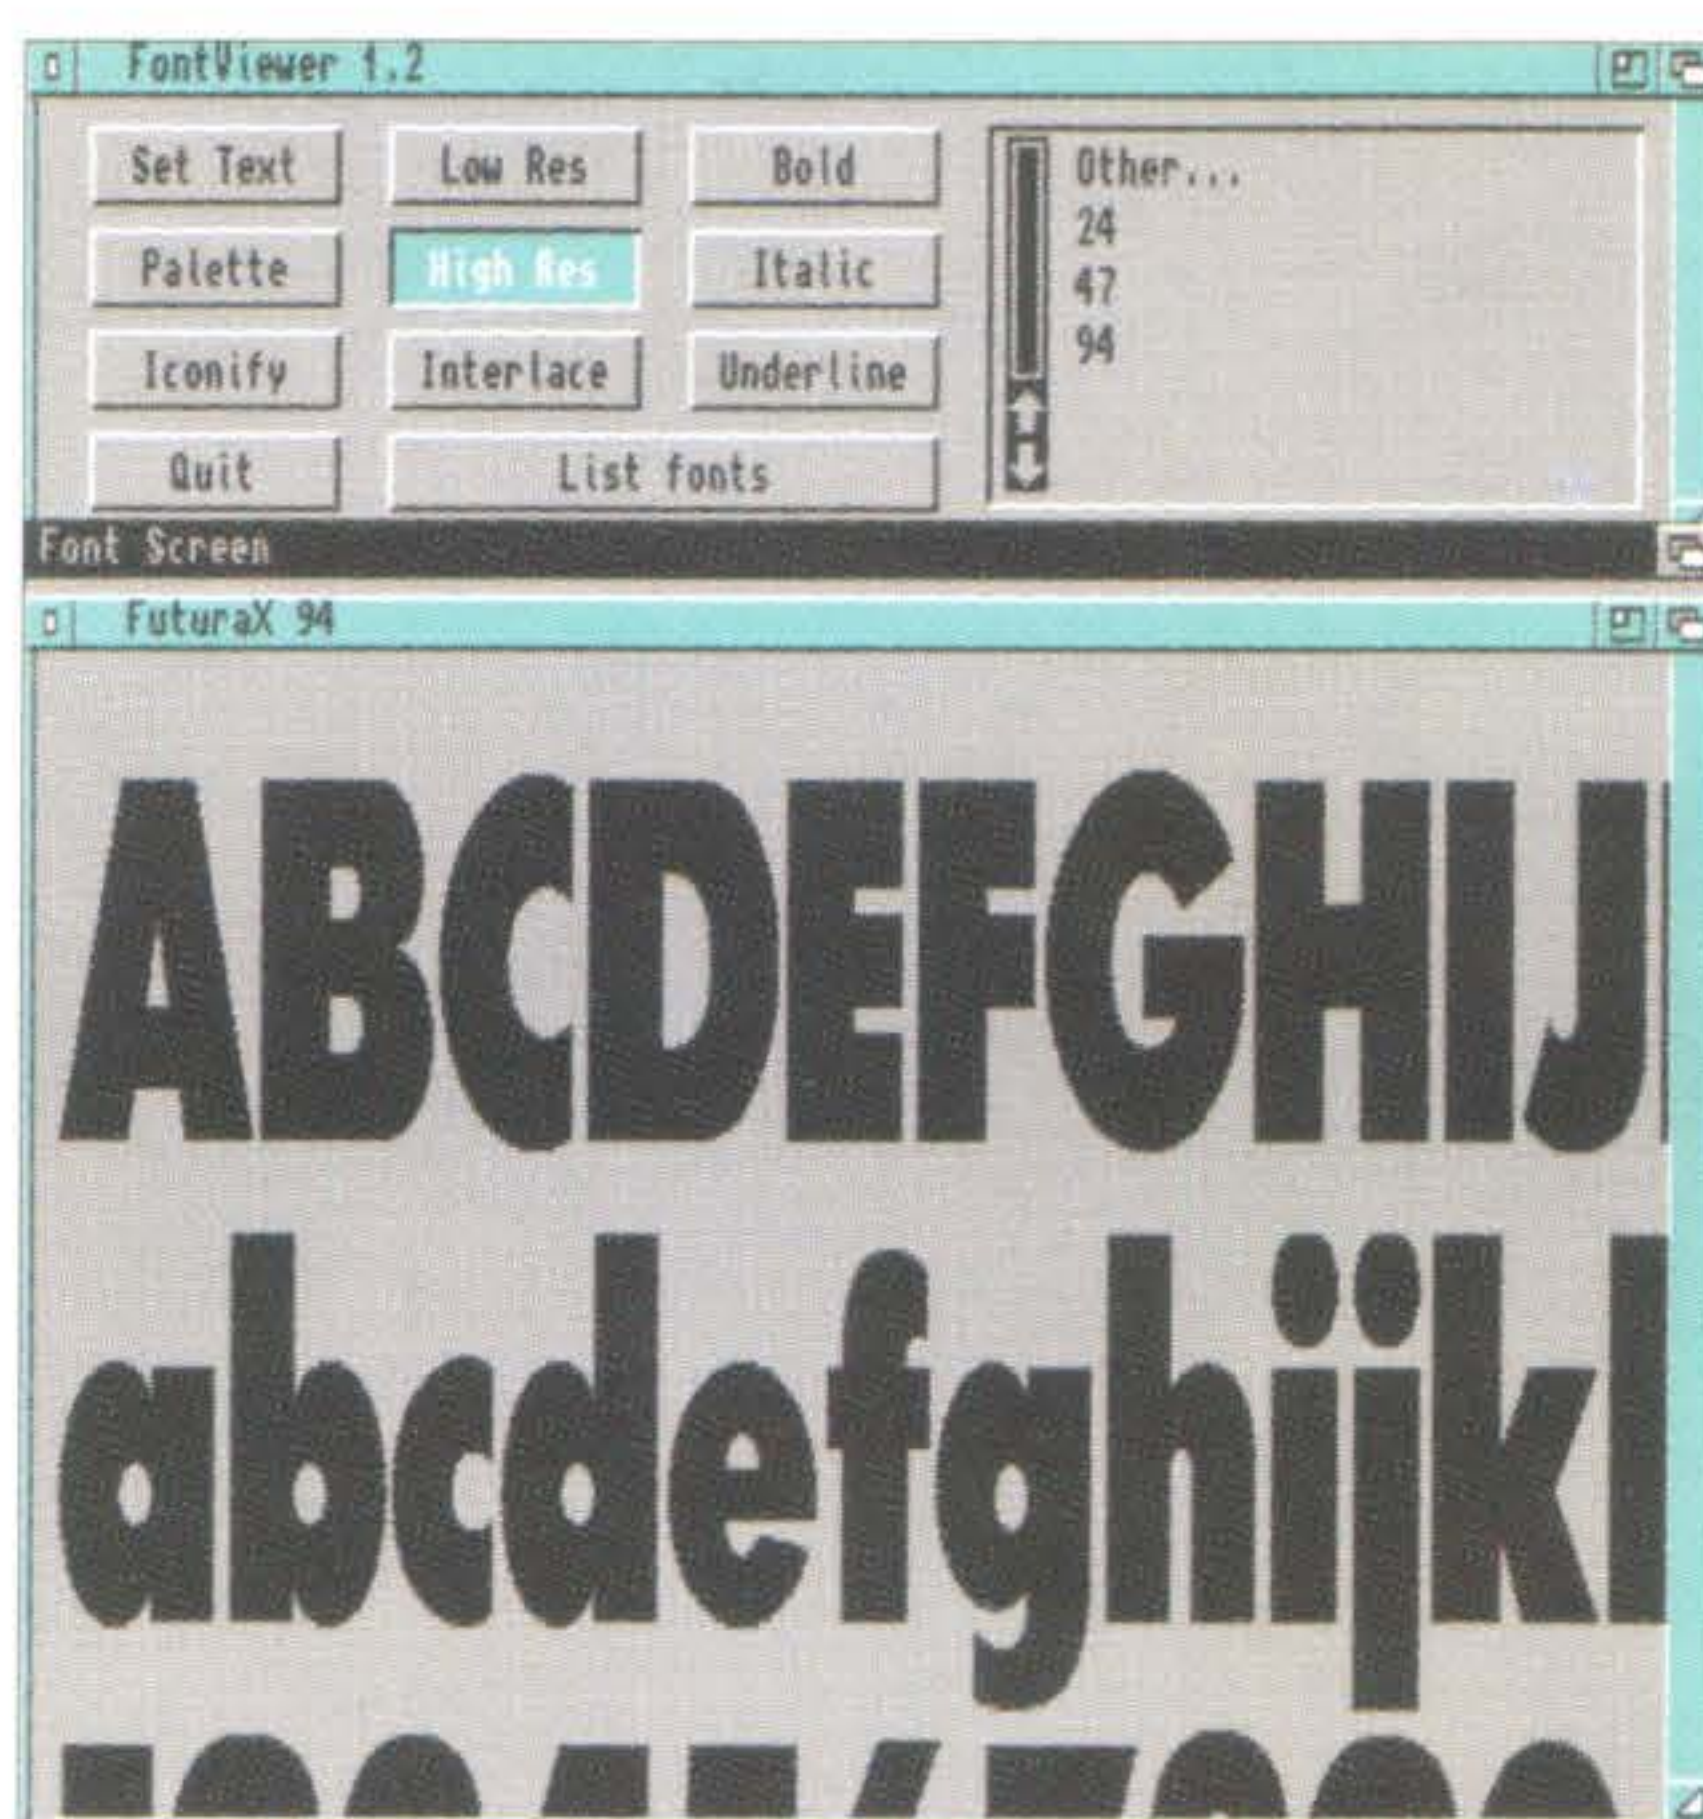 FontViewer 1.2
Set Text Low Res Bold Other...
24
Palette High Res Italic 47
94
Iconify Interlace Underline
Quit List fonts
Font Screen
FuturaX 94
ABCDEFGHIJ
abcdefghijkl
1234567890